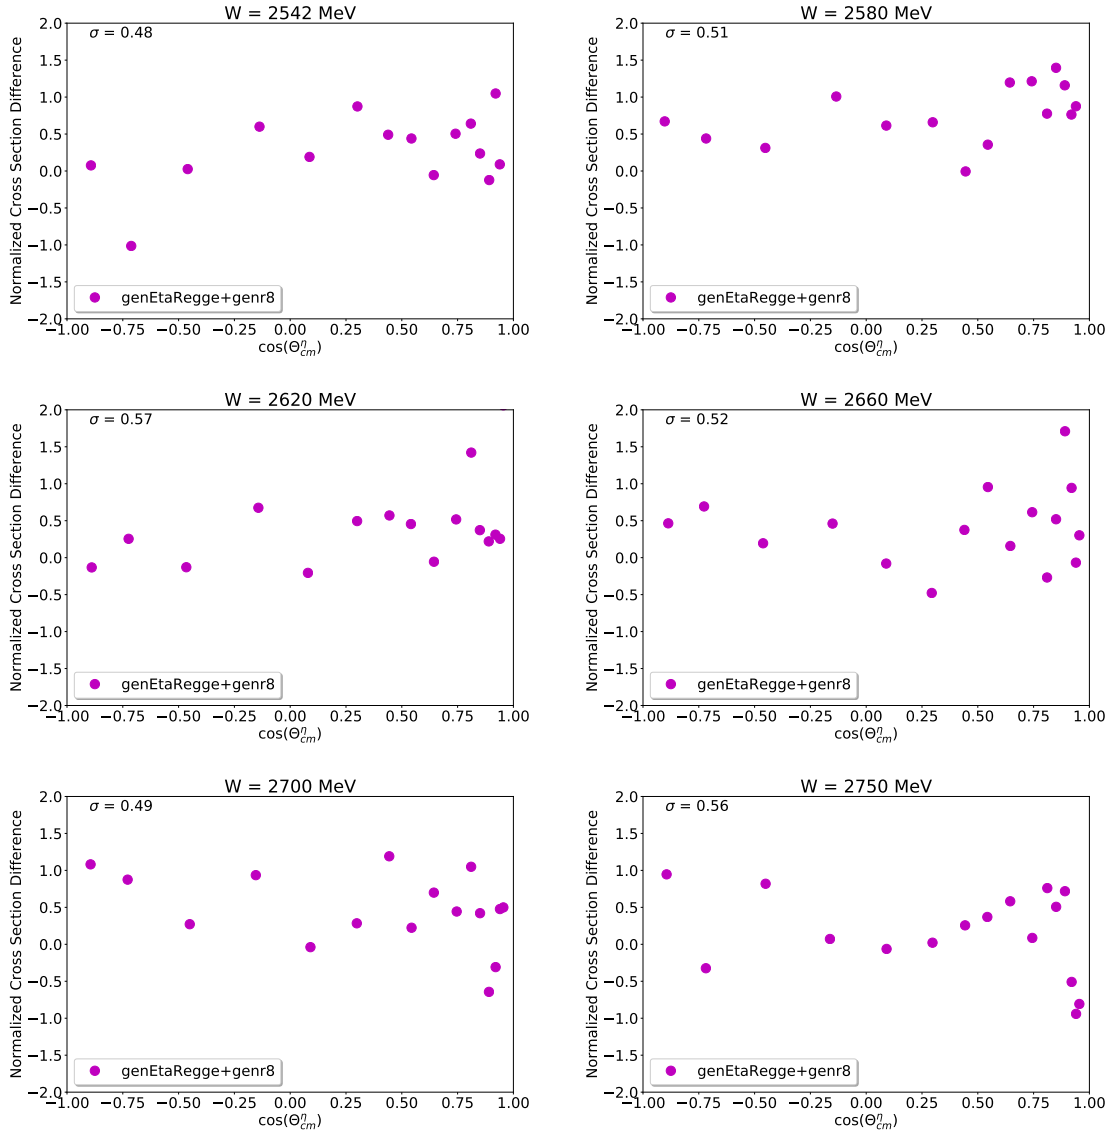 W = 2542 MeV
σ = 0.48
Normalized Cross Section Difference
2.0
1.5
1.0
0.5
0.0
−0.5
−1.0
−1.5
−2.0
genEtaRegge+genr8
−1.00 −0.75 −0.50 −0.25 0.00 0.25 0.50 0.75 1.00
cos(Θ^η_cm)
W = 2580 MeV
σ = 0.51
Normalized Cross Section Difference
2.0
1.5
1.0
0.5
0.0
−0.5
−1.0
−1.5
−2.0
genEtaRegge+genr8
−1.00 −0.75 −0.50 −0.25 0.00 0.25 0.50 0.75 1.00
cos(Θ^η_cm)
W = 2620 MeV
σ = 0.57
Normalized Cross Section Difference
2.0
1.5
1.0
0.5
0.0
−0.5
−1.0
−1.5
−2.0
genEtaRegge+genr8
−1.00 −0.75 −0.50 −0.25 0.00 0.25 0.50 0.75 1.00
cos(Θ^η_cm)
W = 2660 MeV
σ = 0.52
Normalized Cross Section Difference
2.0
1.5
1.0
0.5
0.0
−0.5
−1.0
−1.5
−2.0
genEtaRegge+genr8
−1.00 −0.75 −0.50 −0.25 0.00 0.25 0.50 0.75 1.00
cos(Θ^η_cm)
W = 2700 MeV
σ = 0.49
Normalized Cross Section Difference
2.0
1.5
1.0
0.5
0.0
−0.5
−1.0
−1.5
−2.0
genEtaRegge+genr8
−1.00 −0.75 −0.50 −0.25 0.00 0.25 0.50 0.75 1.00
cos(Θ^η_cm)
W = 2750 MeV
σ = 0.56
Normalized Cross Section Difference
2.0
1.5
1.0
0.5
0.0
−0.5
−1.0
−1.5
−2.0
genEtaRegge+genr8
−1.00 −0.75 −0.50 −0.25 0.00 0.25 0.50 0.75 1.00
cos(Θ^η_cm)